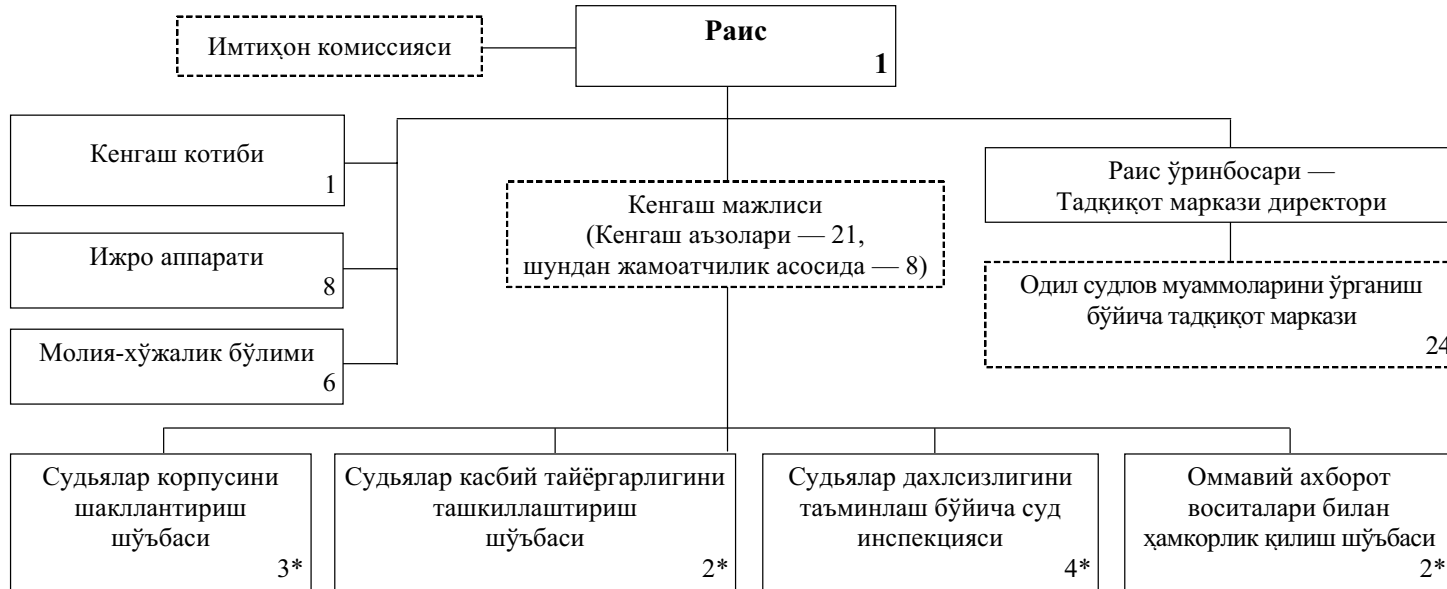 Имтиҳон комиссияси
Раис
1
Кенгаш котиби
1
Ижро аппарати
8
Молия-хўжалик бўлими
6
Кенгаш мажлиси
(Кенгаш аъзолари — 21,
шундан жамоатчилик асосида — 8)
Раис ўринбосари —
Тадқиқот маркази директори
Одил судлов муаммоларини ўрганиш
бўйича тадқиқот маркази
24
Судьялар корпусини
шакллантириш
шўъбаси
3*
Судьялар касбий тайёргарлигини
ташкиллаштириш
шўъбаси
2*
Судьялар дахлсизлигини
таъминлаш бўйича суд
инспекцияси
4*
Оммавий ахборот
воситалари билан
ҳамкорлик қилиш шўъбаси
2*